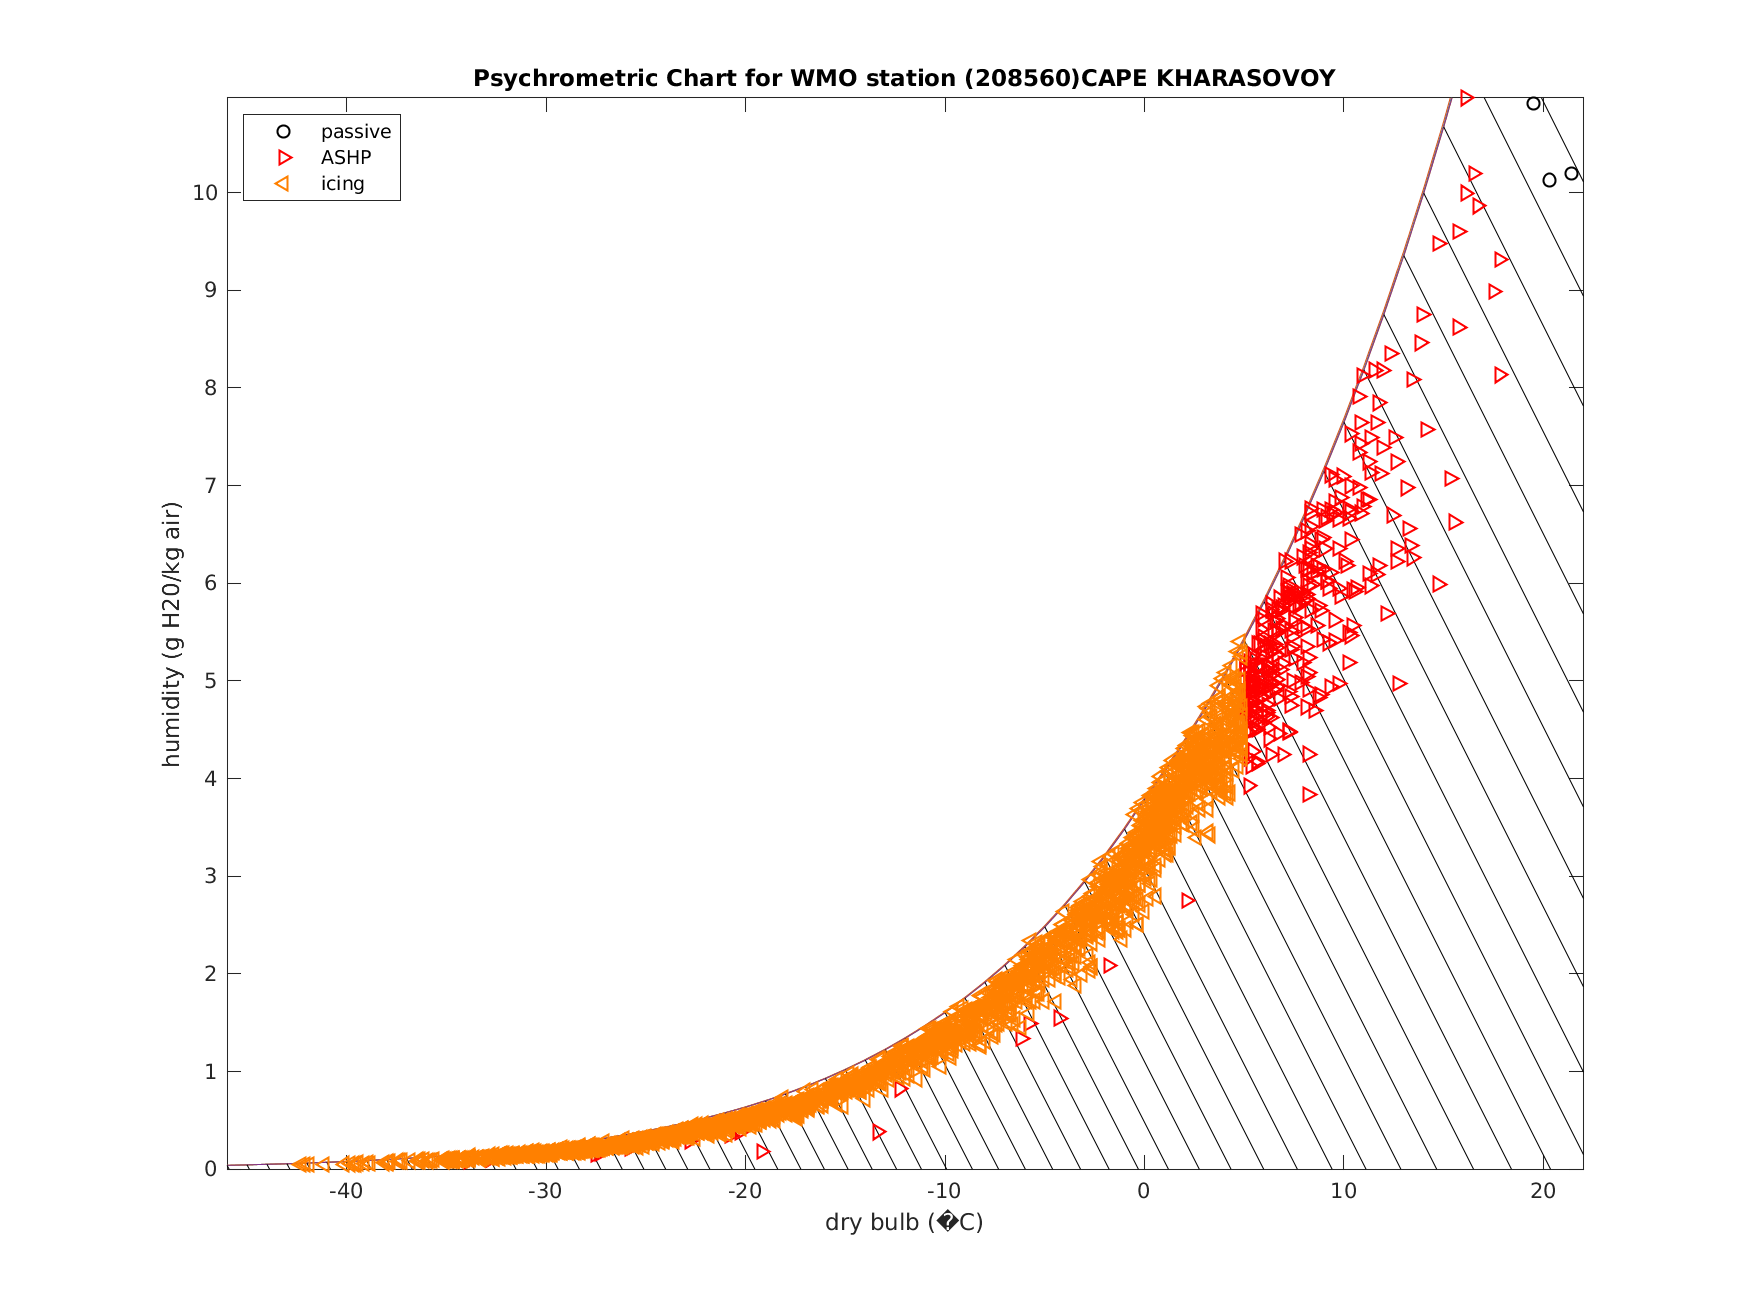 Psychrometric Chart for WMO station (208560)CAPE KHARASOVOY
passive
ASHP
icing
10
9
8
7
6
5
4
3
2
1
0
humidity (g H20/kg air)
-40 -30 -20 -10 0 10 20
dry bulb (�C)